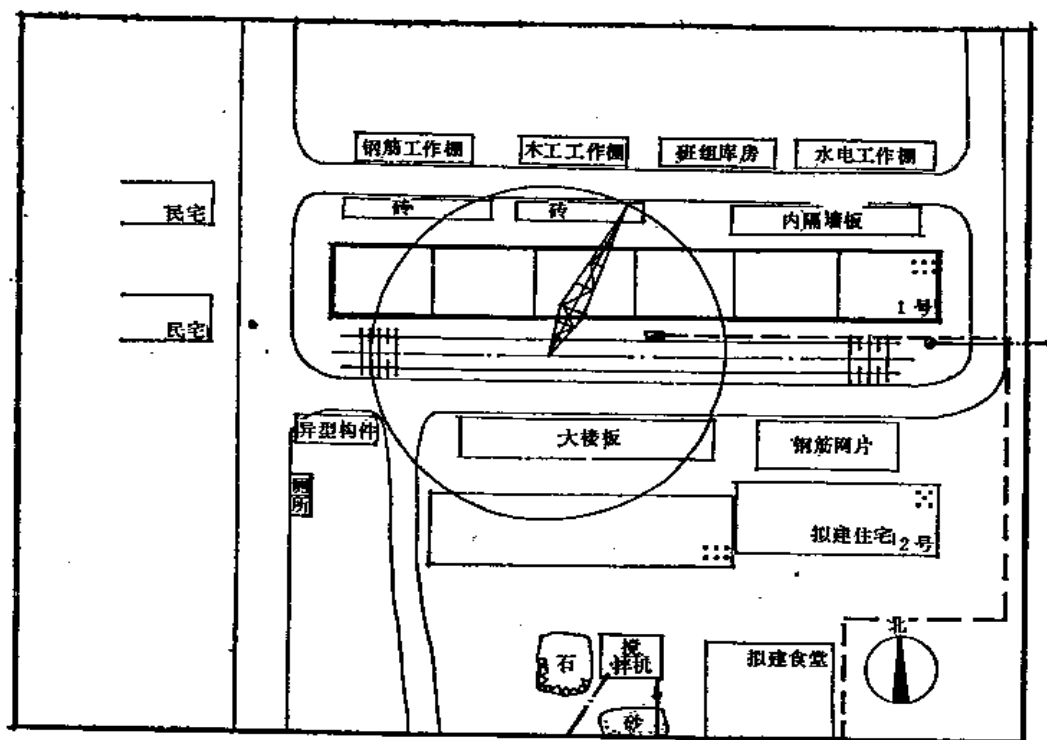 钢筋工作棚
木工工作棚
班组库房
水电工作棚
民宅
砖
砖
内隔墙板
民宅
1号
异型构件
大楼板
钢筋网片
厕所
拟建住宅
2号
北
石
搅
拌机
拟建食堂
砂